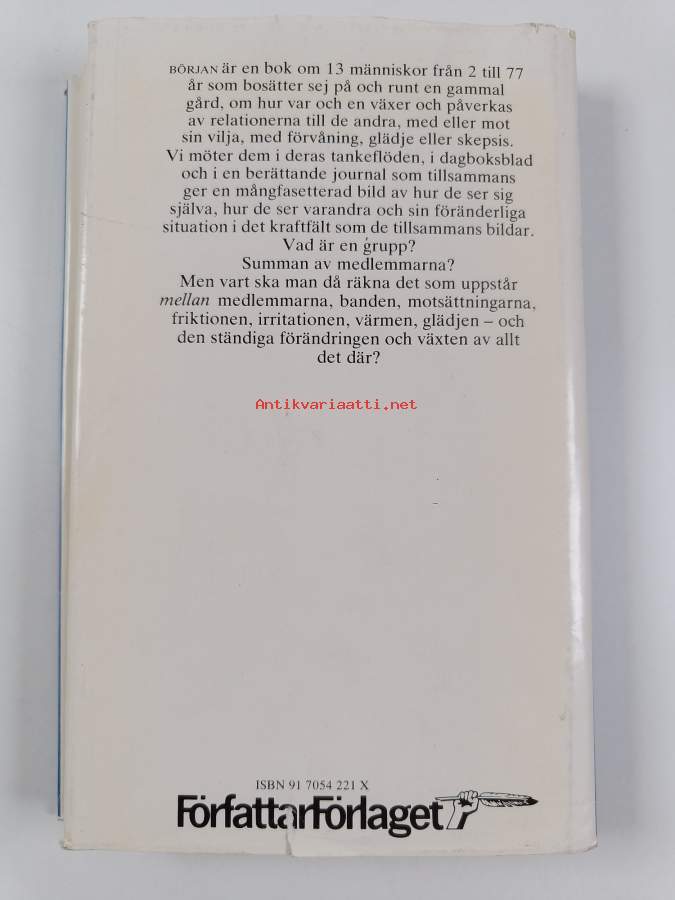 BÖRJAN är en bok om 13 människor från 2 till 77
år som bosätter sej på och runt en gammal
gård, om hur var och en växer och påverkas
av relationerna till de andra, med eller mot
sin vilja, med förvåning, glädje eller skepsis.
Vi möter dem i deras tankeflöden, i dagboksblad
och i en berättande journal som tillsammans
ger en mångfasetterad bild av hur de ser sig
själva, hur de ser varandra och sin föränderliga
situation i det kraftfält som de tillsammans bildar.
Vad är en grupp?
Summan av medlemmarna?
Men vart ska man då räkna det som uppstår
mellan medlemmarna, banden, motsättningarna,
friktionen, irritationen, värmen, glädjen – och
den ständiga förändringen och växten av allt
det där?
Antikvariaatti.net
ISBN 91 7054 221 X
FörfattarFörlaget